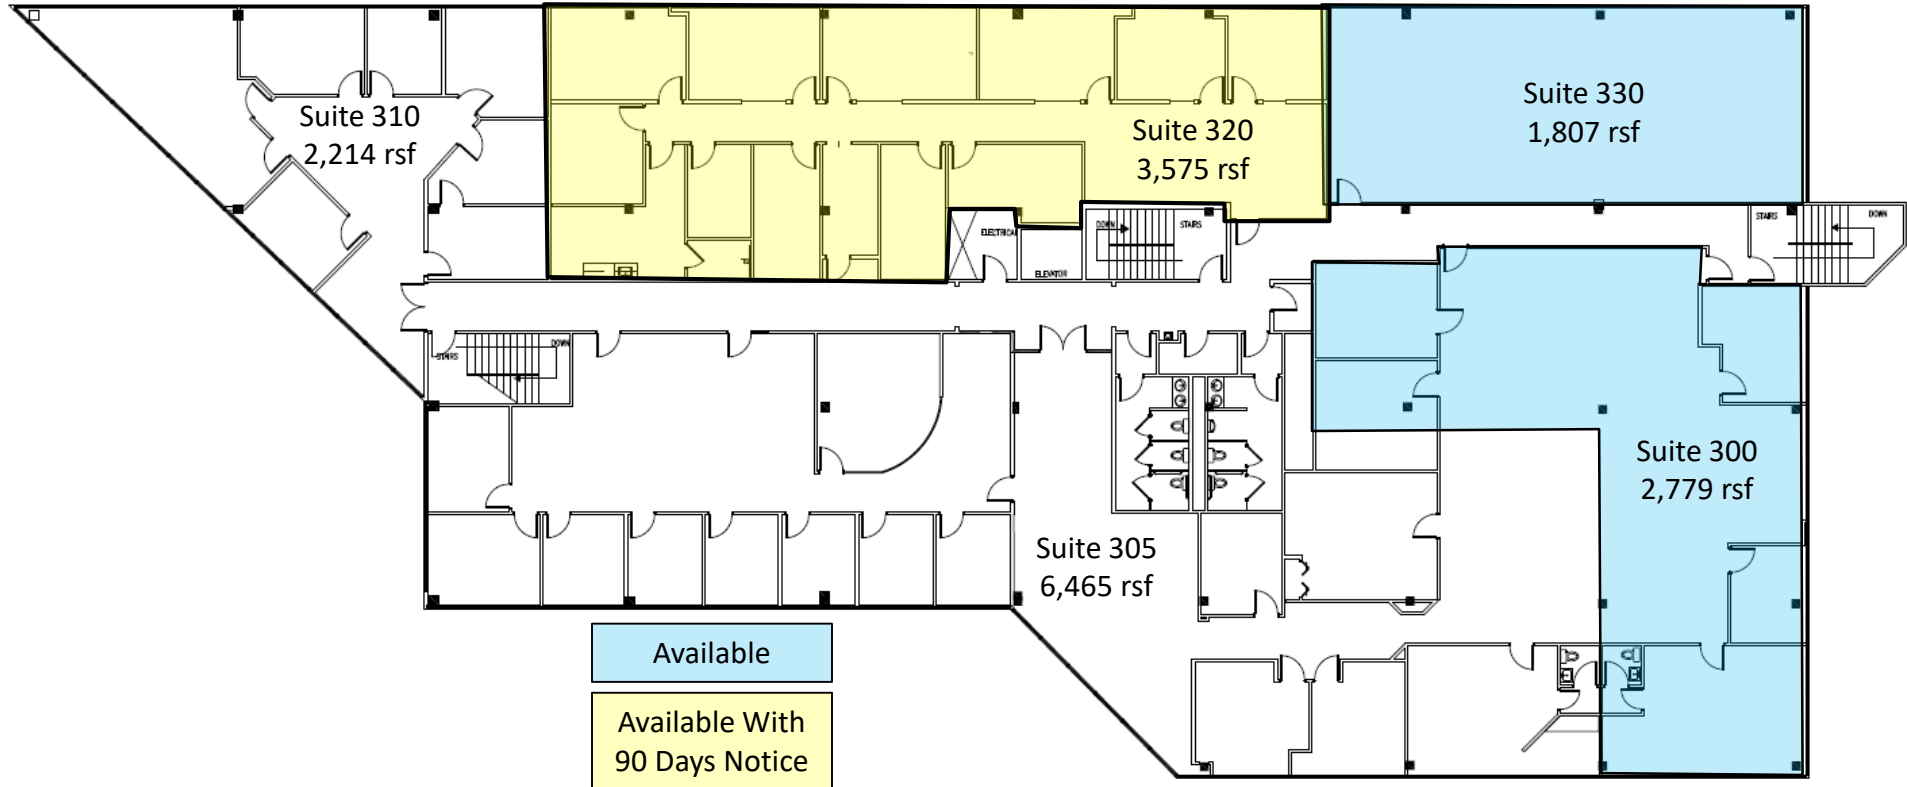 Suite 310
2,214 rsf
Suite 320
3,575 rsf
Suite 330
1,807 rsf
ELECTRICAL
DOWN
STAIRS
ELEVATOR
STAIRS
DOWN
STAIRS
DOWN
Suite 300
2,779 rsf
Suite 305
6,465 rsf
Available
Available With
90 Days Notice